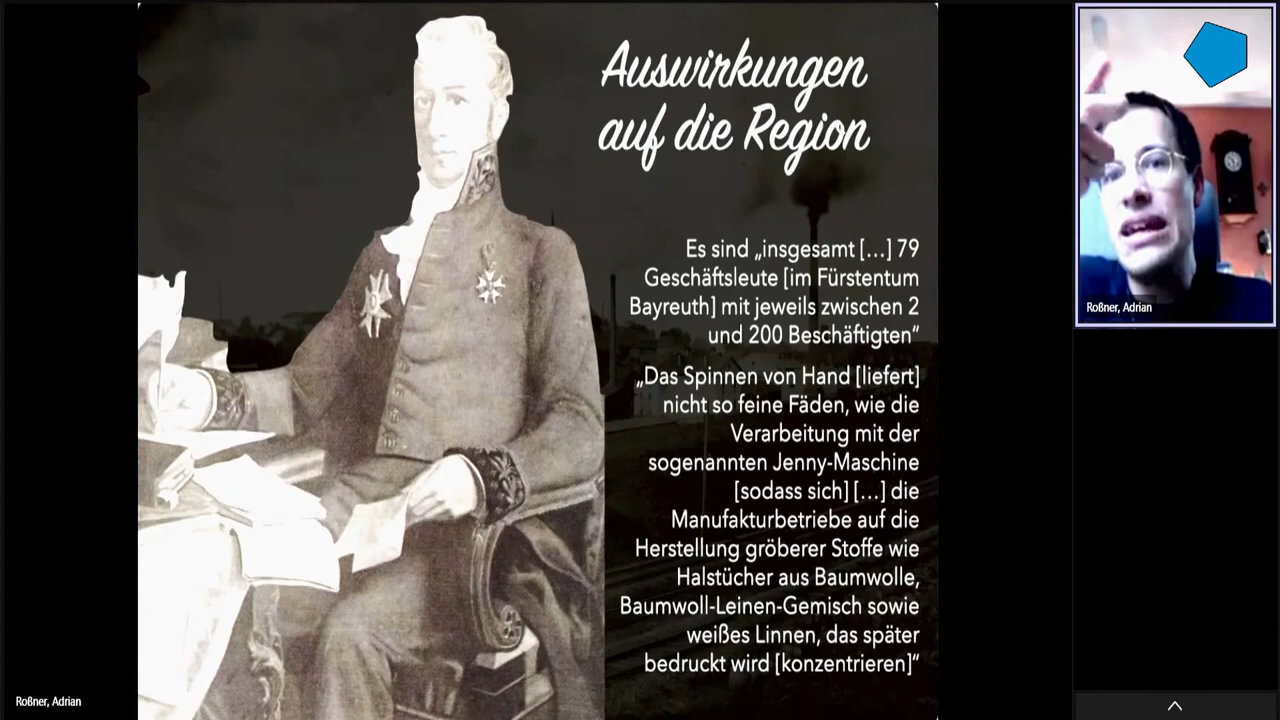 Auswirkungen
auf die Region
Es sind „insgesamt [...] 79
Geschäftsleute [im Fürstentum
Bayreuth] mit jeweils zwischen 2
und 200 Beschäftigten“
„Das Spinnen von Hand [liefert]
nicht so feine Fäden, wie die
Verarbeitung mit der
sogenannten Jenny-Maschine
[sodass sich] [...] die
Manufakturbetriebe auf die
Herstellung gröberer Stoffe wie
Halstücher aus Baumwolle,
Baumwoll-Leinen-Gemisch sowie
weißes Linnen, das später
bedruckt wird [konzentrieren]“
Roßner, Adrian
Roßner, Adrian